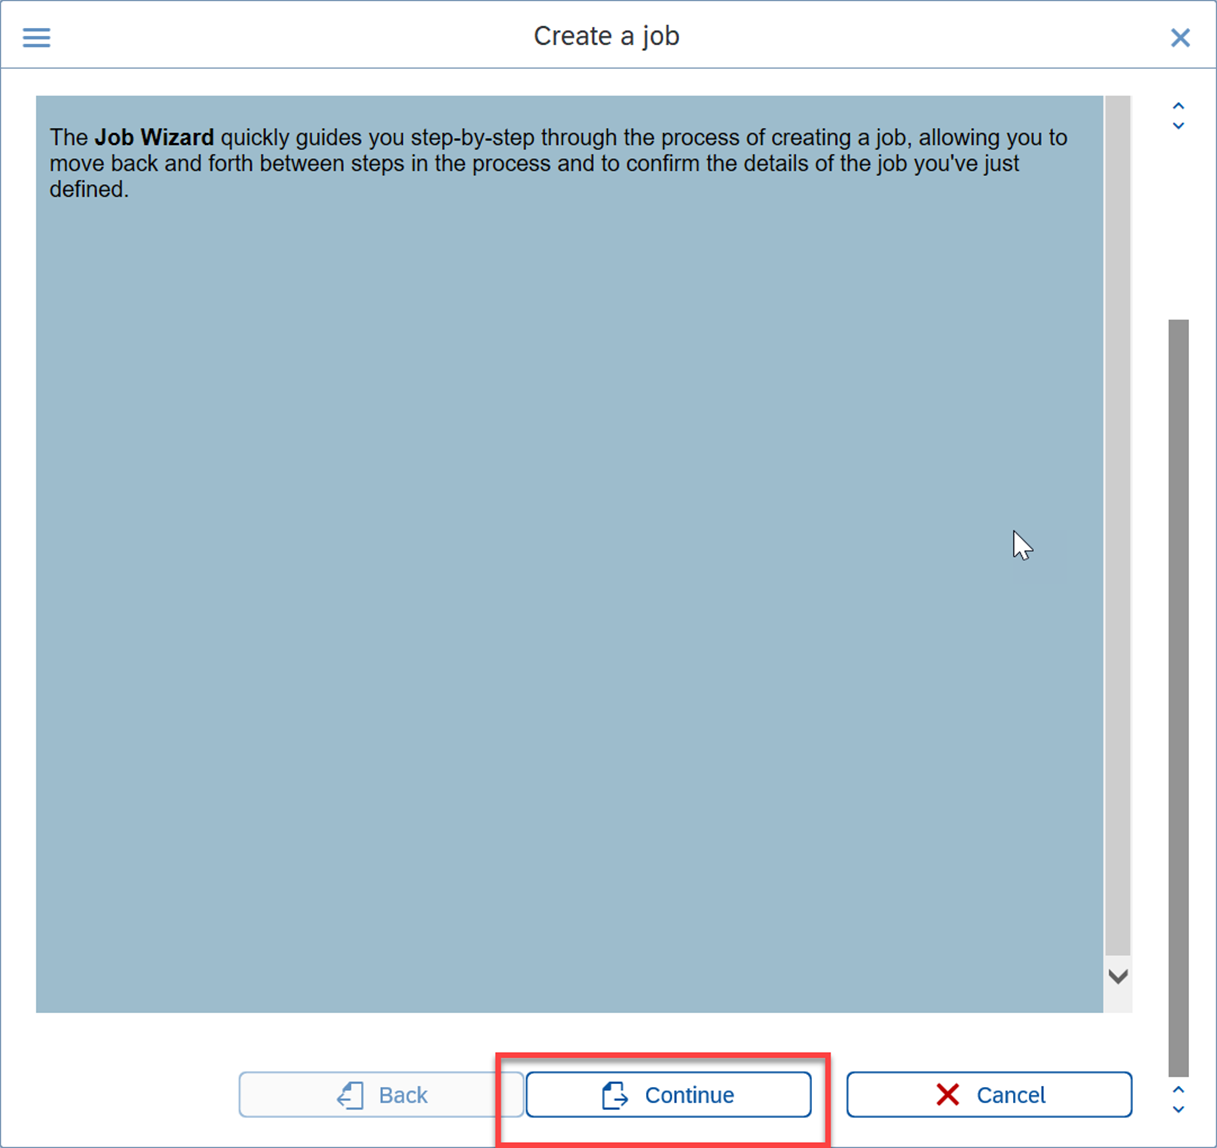 Create a job
The Job Wizard quickly guides you step-by-step through the process of creating a job, allowing you to
move back and forth between steps in the process and to confirm the details of the job you've just
defined.
Back
Continue
Cancel